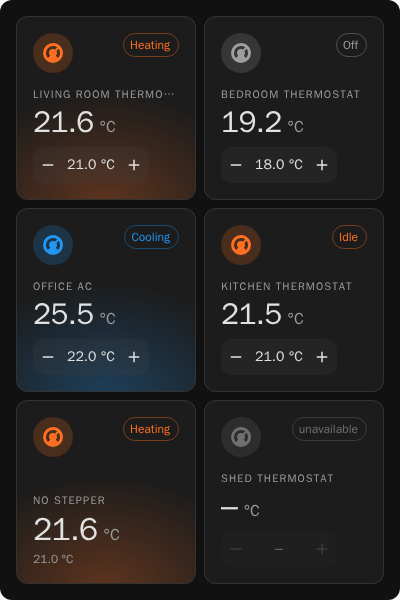 Heating
LIVING ROOM THERMO···
21.6 °C
− 21.0 °C +
Off
BEDROOM THERMOSTAT
19.2 °C
− 18.0 °C +
Cooling
OFFICE AC
25.5 °C
− 22.0 °C +
Idle
KITCHEN THERMOSTAT
21.5 °C
− 21.0 °C +
Heating
NO STEPPER
21.6 °C
21.0 °C
unavailable
SHED THERMOSTAT
— °C
− – +